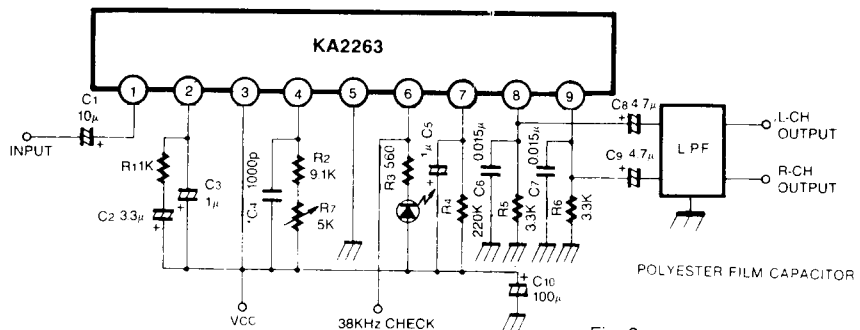 KA2263
1 2 3 4 5 6 7 8 9
C1
10μ
INPUT
R1 1K
C2 3.3μ
C3
1μ
1000p
C4
R2
9.1K
R7
5K
R3 560
1μ C5
R4
220K
0.015μ
C6
R5
3.3K
0.015μ
C7
R6
3.3K
C8 4.7μ
C9 4.7μ
LPF
L-CH
OUTPUT
R-CH
OUTPUT
C10
100μ
VCC
38KHz CHECK
POLYESTER FILM CAPACITOR